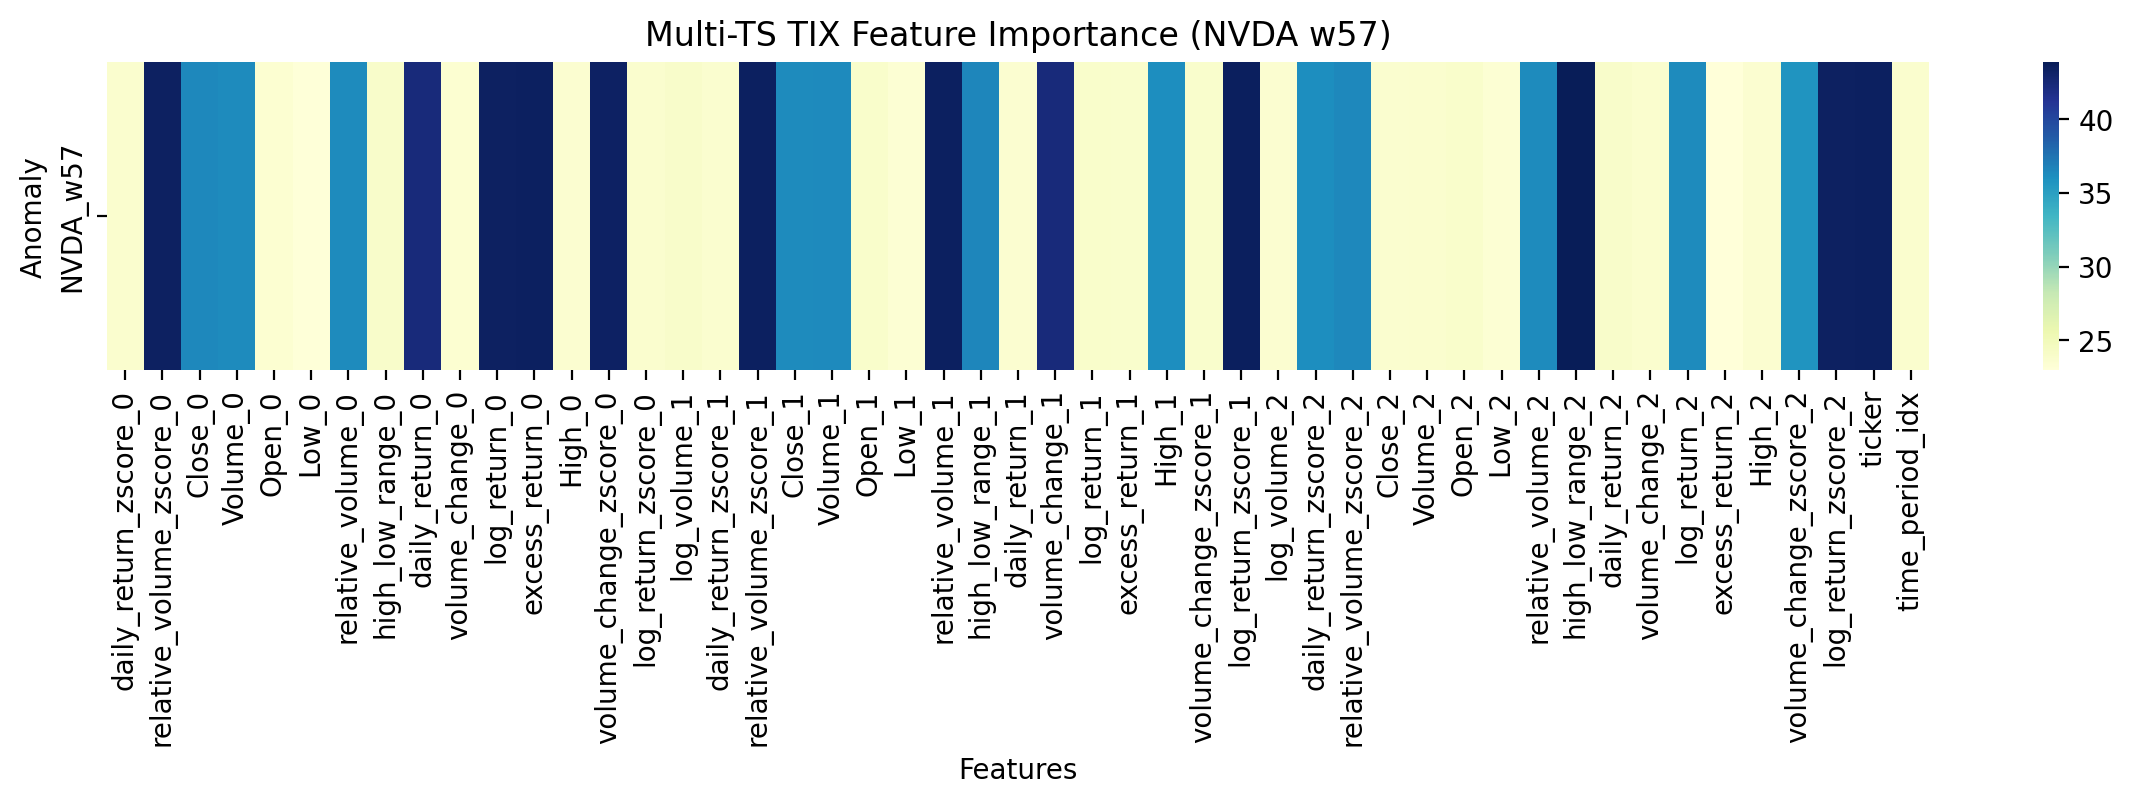 Multi-TS TIX Feature Importance (NVDA w57)
Anomaly
NVDA_w57
40
35
30
25
daily_return_zscore_0
relative_volume_zscore_0
Close_0
Volume_0
Open_0
Low_0
relative_volume_0
high_low_range_0
daily_return_0
volume_change_0
log_return_0
excess_return_0
High_0
volume_change_zscore_0
log_return_zscore_0
log_volume_1
daily_return_zscore_1
relative_volume_zscore_1
Close_1
Volume_1
Open_1
Low_1
relative_volume_1
high_low_range_1
daily_return_1
volume_change_1
log_return_1
excess_return_1
High_1
volume_change_zscore_1
log_return_zscore_1
log_volume_2
daily_return_zscore_2
relative_volume_zscore_2
Close_2
Volume_2
Open_2
Low_2
relative_volume_2
high_low_range_2
daily_return_2
volume_change_2
log_return_2
excess_return_2
High_2
volume_change_zscore_2
log_return_zscore_2
ticker
time_period_idx
Features